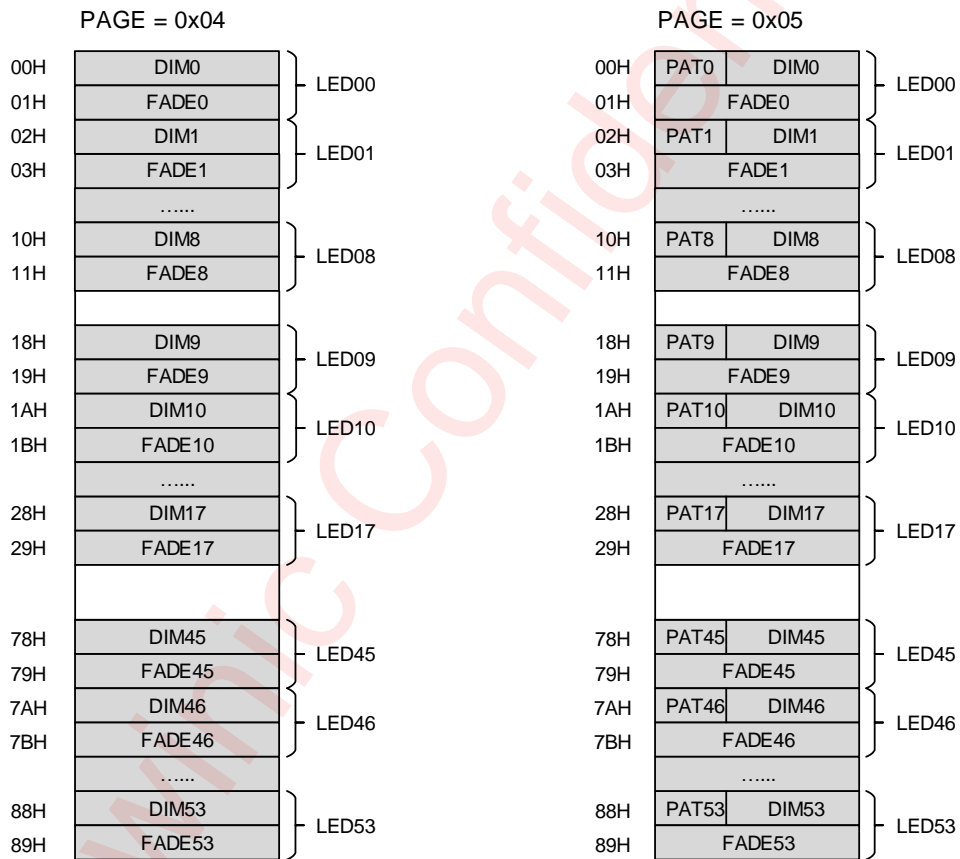 PAGE = 0x04 PAGE = 0x05
00H DIM0 LED00 00H PAT0 DIM0 LED00
01H FADE0 01H FADE0
02H DIM1 LED01 02H PAT1 DIM1 LED01
03H FADE1 03H FADE1
…... …...
10H DIM8 LED08 10H PAT8 DIM8 LED08
11H FADE8 11H FADE8
18H DIM9 LED09 18H PAT9 DIM9 LED09
19H FADE9 19H FADE9
1AH DIM10 LED10 1AH PAT10 DIM10 LED10
1BH FADE10 1BH FADE10
…... …...
28H DIM17 LED17 28H PAT17 DIM17 LED17
29H FADE17 29H FADE17
78H DIM45 LED45 78H PAT45 DIM45 LED45
79H FADE45 79H FADE45
7AH DIM46 LED46 7AH PAT46 DIM46 LED46
7BH FADE46 7BH FADE46
…... …...
88H DIM53 LED53 88H PAT53 DIM53 LED53
89H FADE53 89H FADE53
winic Confiden